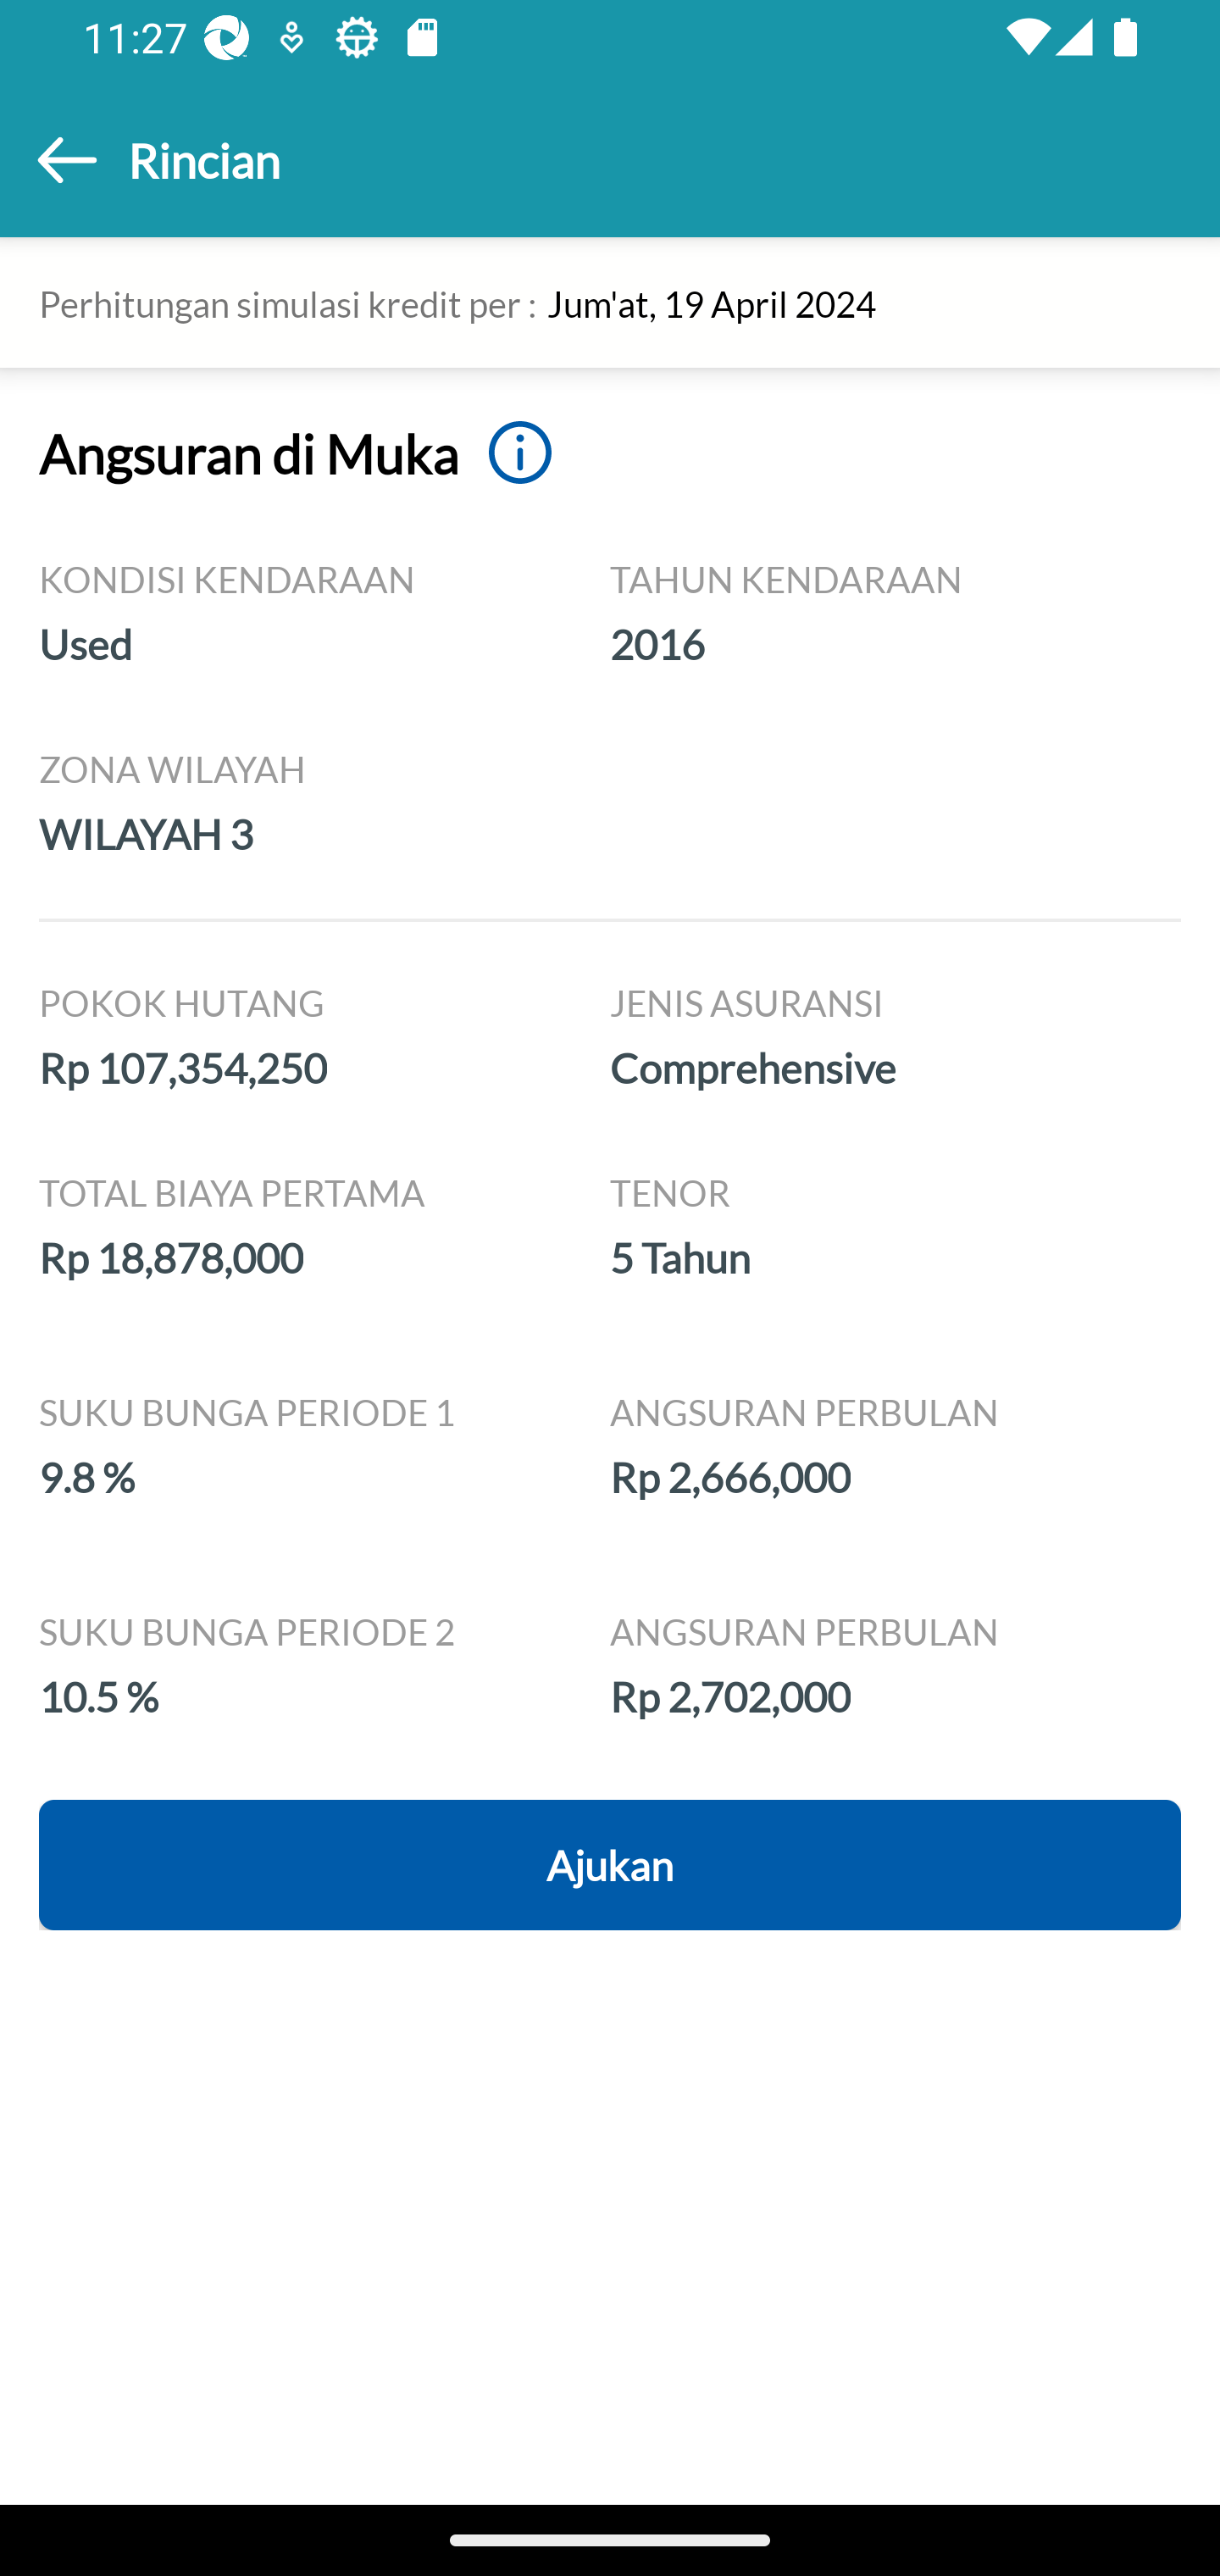 11:27
Rincian
Perhitungan simulasi kredit per : Jum'at, 19 April 2024
Angsuran di Muka
KONDISI KENDARAAN
TAHUN KENDARAAN
Used
2016
ZONA WILAYAH
WILAYAH 3
POKOK HUTANG
JENIS ASURANSI
Rp 107,354,250
Comprehensive
TOTAL BIAYA PERTAMA
TENOR
Rp 18,878,000
5 Tahun
SUKU BUNGA PERIODE 1
ANGSURAN PERBULAN
9.8 %
Rp 2,666,000
SUKU BUNGA PERIODE 2
ANGSURAN PERBULAN
10.5 %
Rp 2,702,000
Ajukan